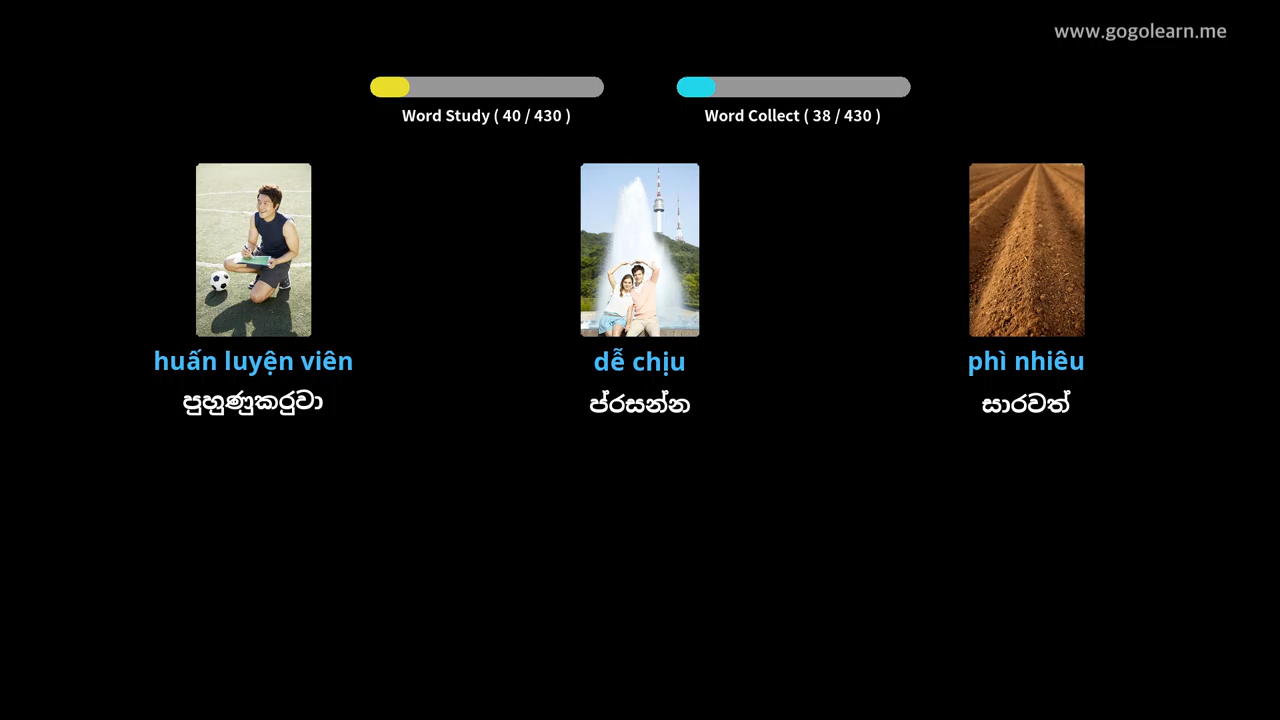 www.gogolearn.me
Word Study ( 40 / 430 )
Word Collect ( 38 / 430 )
huấn luyện viên
dễ chịu
phì nhiêu
පුහුණුකරුවා
ප්රසන්න
සාරවත්